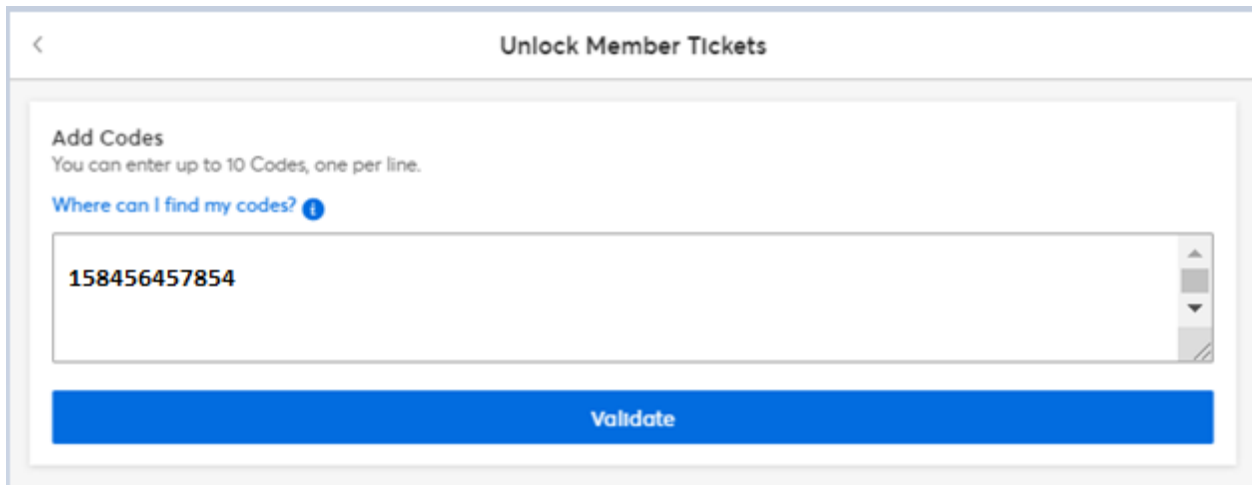 Unlock Member Tickets
Add Codes
You can enter up to 10 Codes, one per line.
Where can I find my codes?
158456457854
Validate